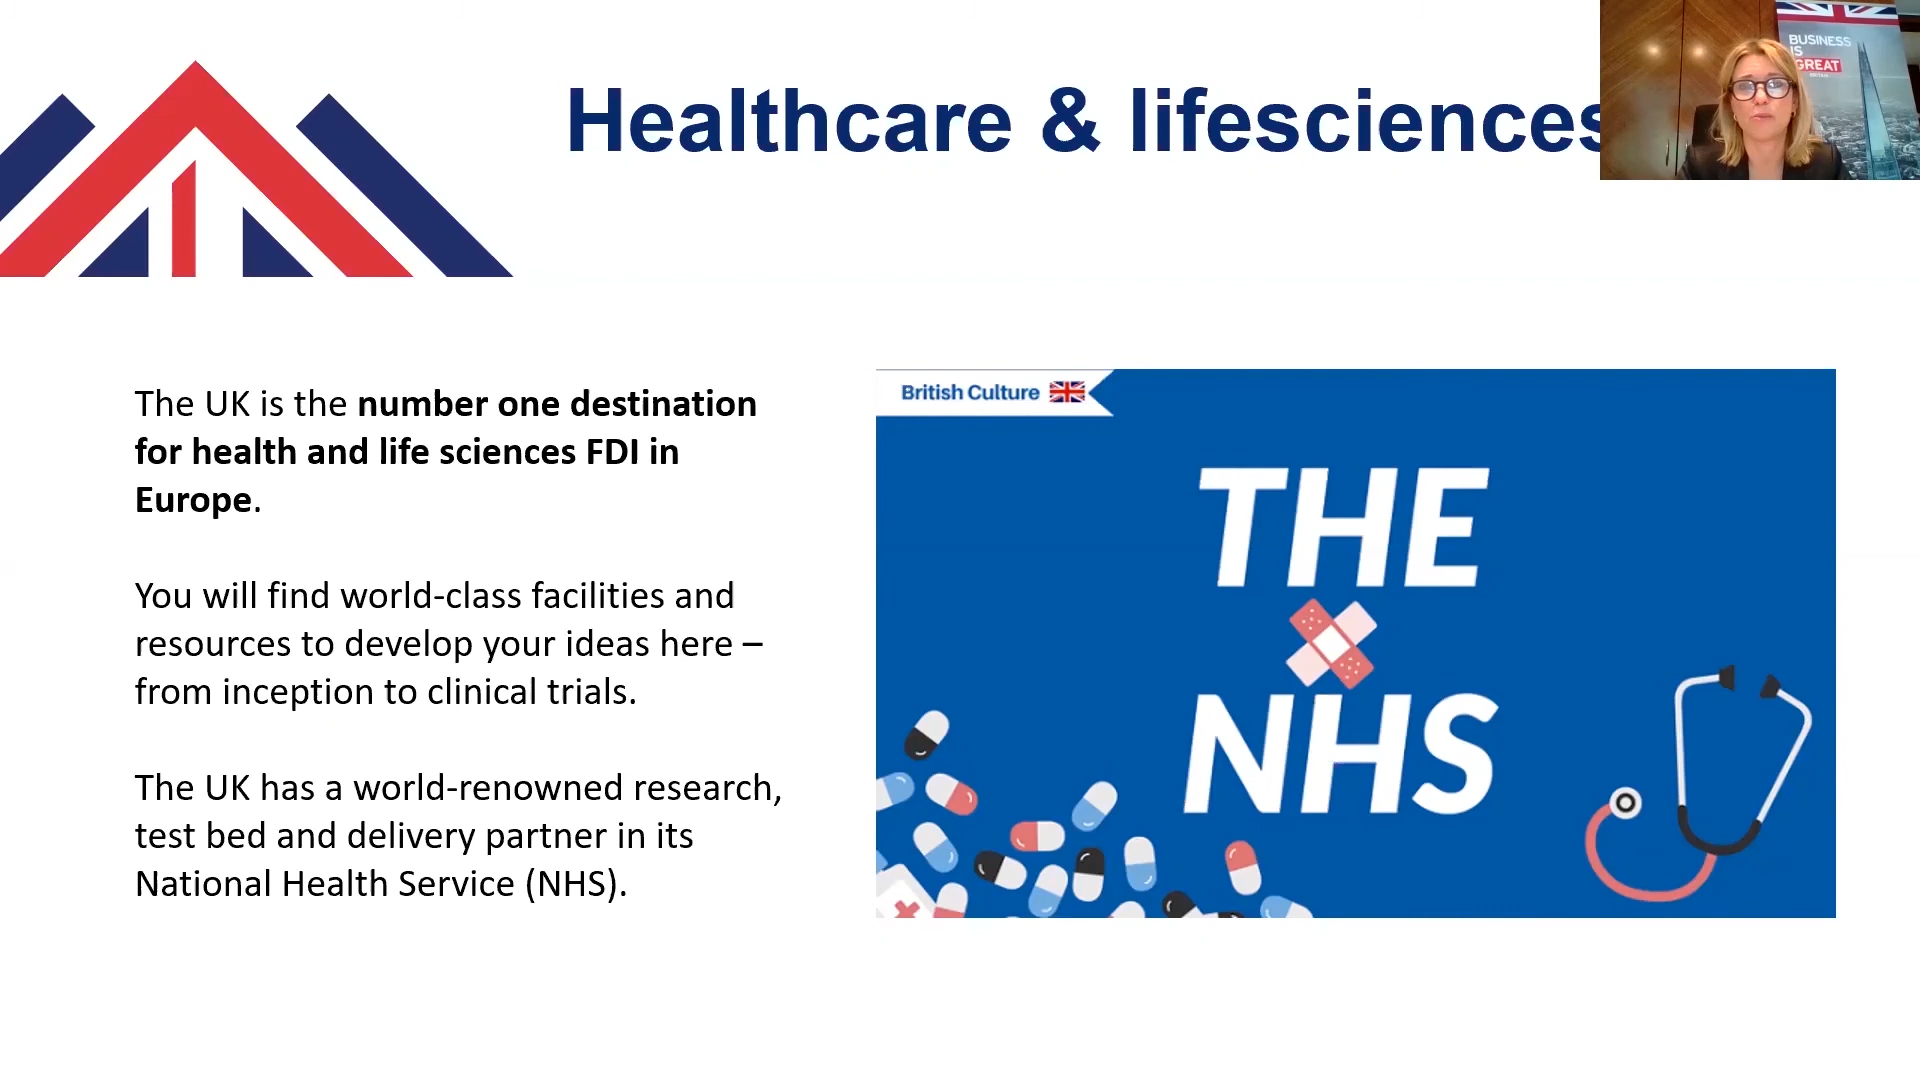 Healthcare & lifesciences
BUSINESS
IS
GREAT
The UK is the number one destination
for health and life sciences FDI in
Europe.
You will find world-class facilities and
resources to develop your ideas here –
from inception to clinical trials.
The UK has a world-renowned research,
test bed and delivery partner in its
National Health Service (NHS).
British Culture
THE
NHS